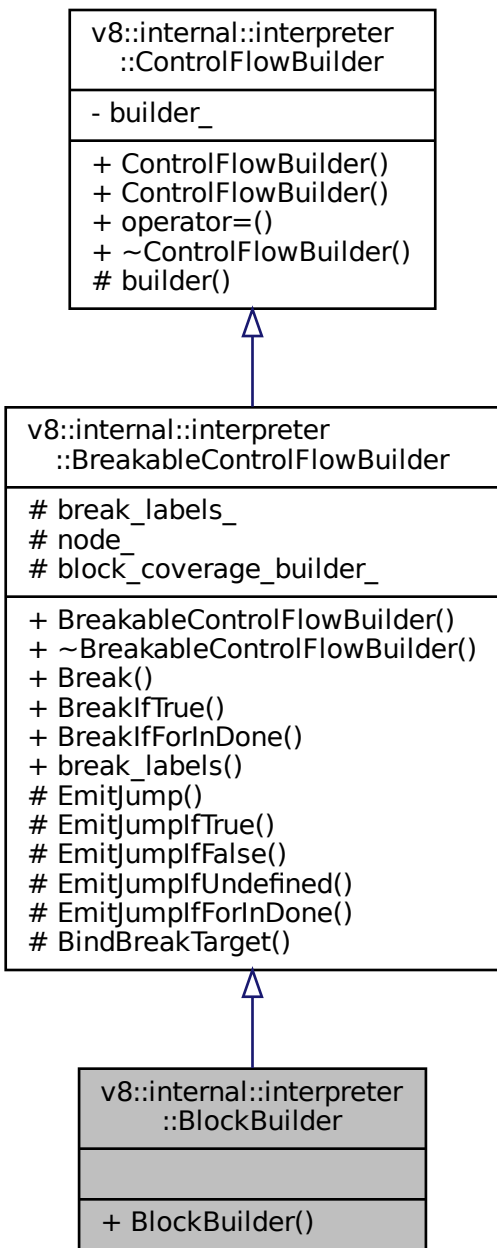 v8::internal::interpreter
::ControlFlowBuilder
- builder_
+ ControlFlowBuilder()
+ ControlFlowBuilder()
+ operator=()
+ ~ControlFlowBuilder()
# builder()
v8::internal::interpreter
::BreakableControlFlowBuilder
# break_labels_
# node_
# block_coverage_builder_
+ BreakableControlFlowBuilder()
+ ~BreakableControlFlowBuilder()
+ Break()
+ BreakIfTrue()
+ BreakIfForInDone()
+ break_labels()
# EmitJump()
# EmitJumpIfTrue()
# EmitJumpIfFalse()
# EmitJumpIfUndefined()
# EmitJumpIfForInDone()
# BindBreakTarget()
v8::internal::interpreter
::BlockBuilder
+ BlockBuilder()